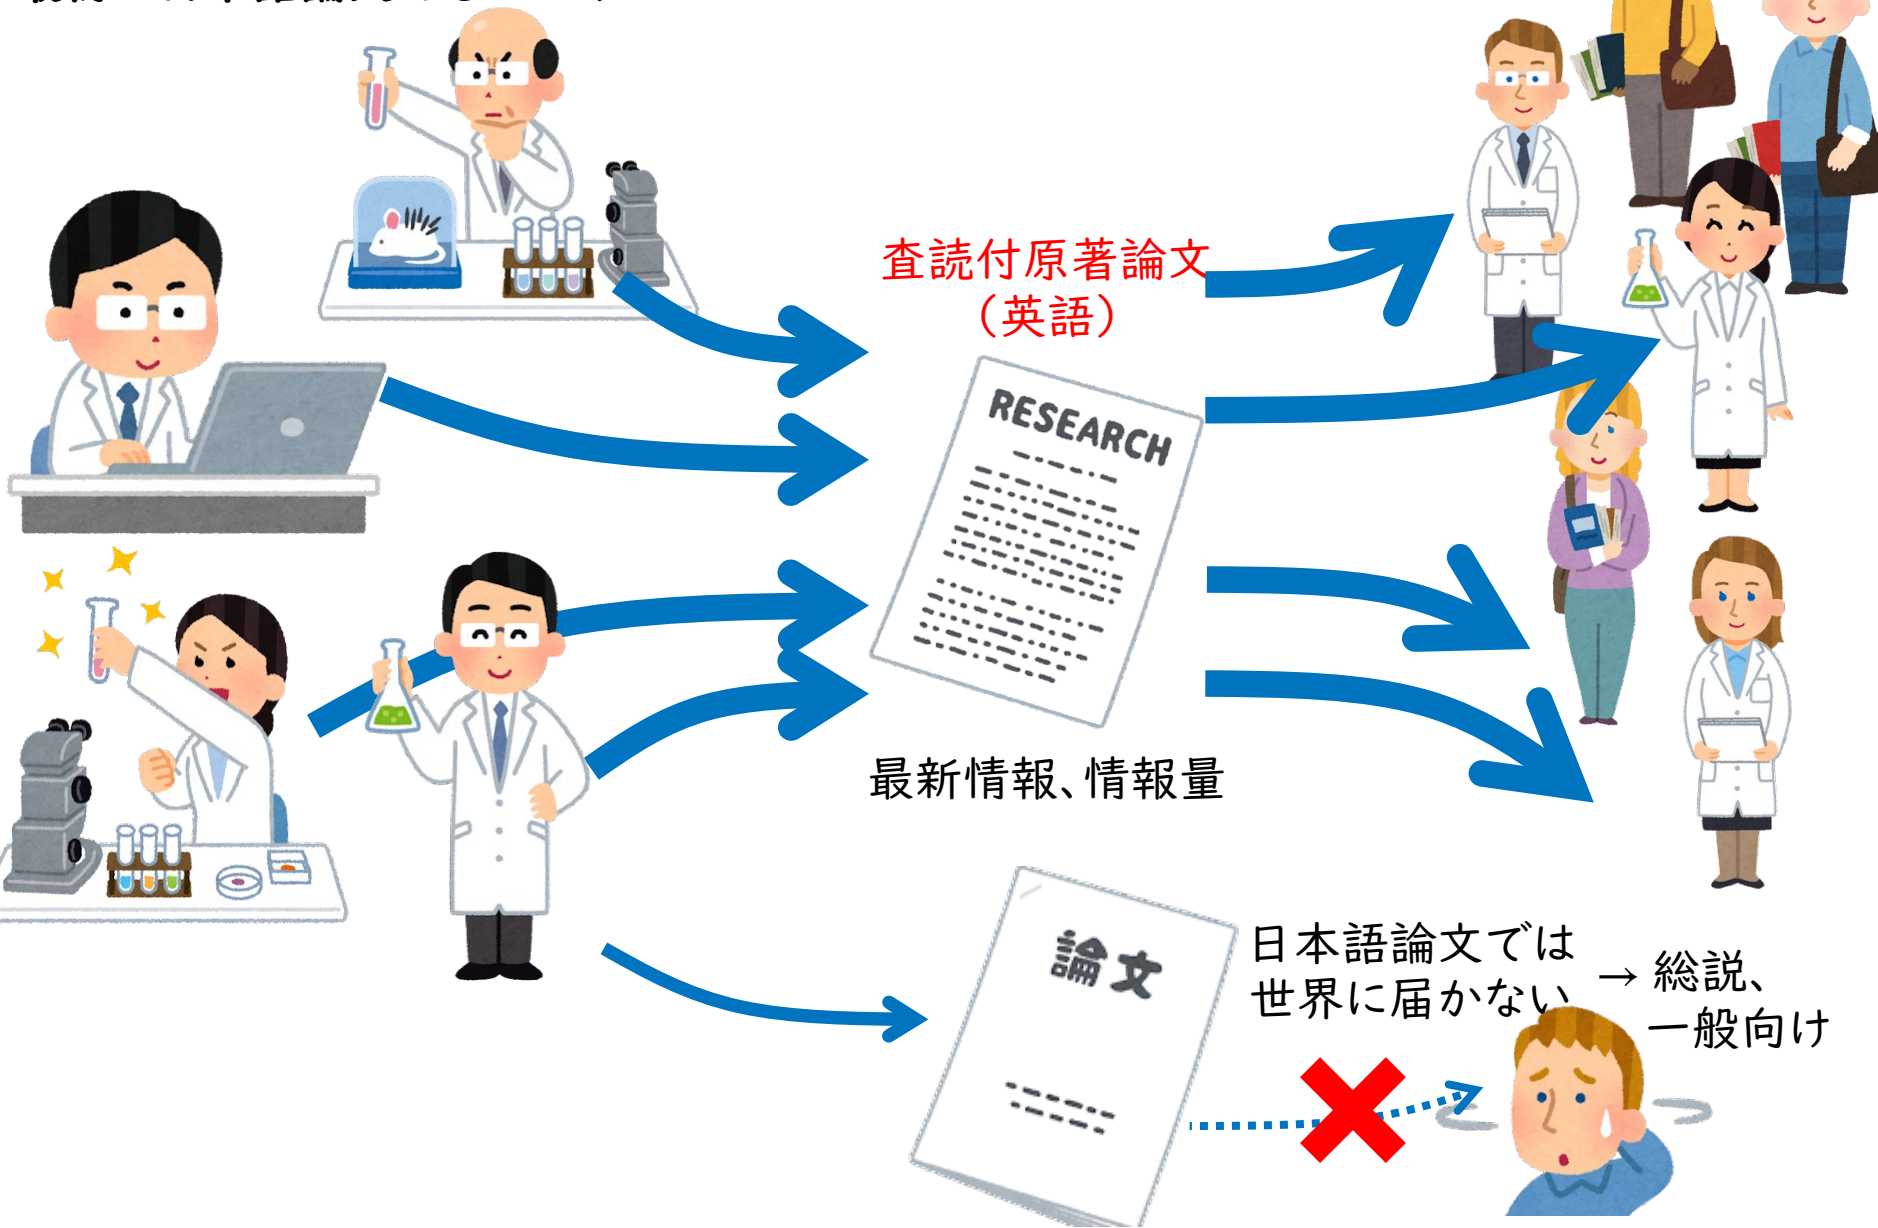 査読付原著論文
（英語）
RESEARCH
最新情報、情報量
論文
日本語論文では
世界に届かない
→ 総説、
一般向け